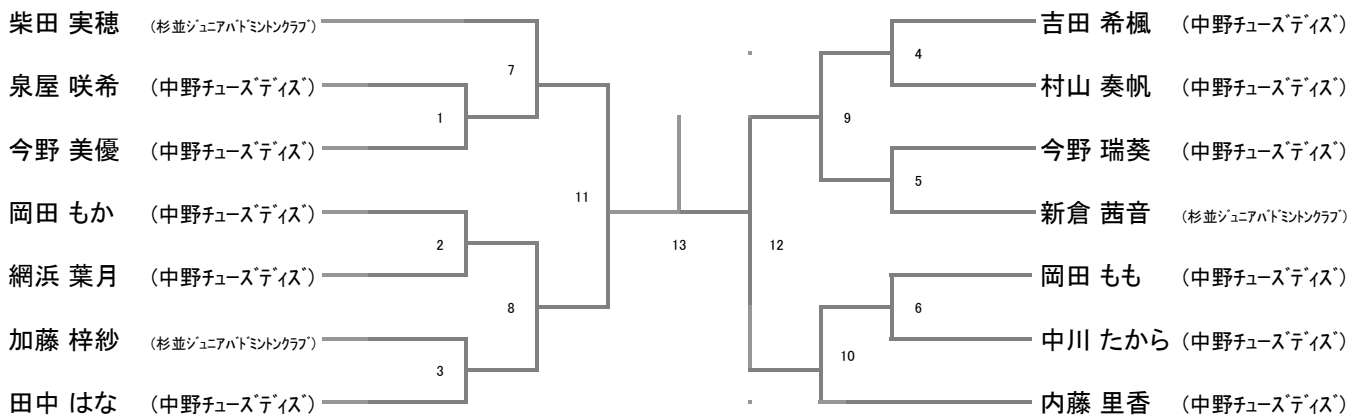 柴田 実穂 (杉並ｼﾞｭﾆｱﾊﾞﾄﾞﾐﾝﾄﾝｸﾗﾌﾞ)
泉屋 咲希 (中野ﾁｭｰｽﾞﾃﾞｨｽﾞ)
今野 美優 (中野ﾁｭｰｽﾞﾃﾞｨｽﾞ)
岡田 もか (中野ﾁｭｰｽﾞﾃﾞｨｽﾞ)
網浜 葉月 (中野ﾁｭｰｽﾞﾃﾞｨｽﾞ)
加藤 梓紗 (杉並ｼﾞｭﾆｱﾊﾞﾄﾞﾐﾝﾄﾝｸﾗﾌﾞ)
田中 はな (中野ﾁｭｰｽﾞﾃﾞｨｽﾞ)
1
2
3
7
8
11
13
12
9
10
4
5
6
吉田 希楓 (中野ﾁｭｰｽﾞﾃﾞｨｽﾞ)
村山 奏帆 (中野ﾁｭｰｽﾞﾃﾞｨｽﾞ)
今野 瑞葵 (中野ﾁｭｰｽﾞﾃﾞｨｽﾞ)
新倉 茜音 (杉並ｼﾞｭﾆｱﾊﾞﾄﾞﾐﾝﾄﾝｸﾗﾌﾞ)
岡田 もも (中野ﾁｭｰｽﾞﾃﾞｨｽﾞ)
中川 たから (中野ﾁｭｰｽﾞﾃﾞｨｽﾞ)
内藤 里香 (中野ﾁｭｰｽﾞﾃﾞｨｽﾞ)